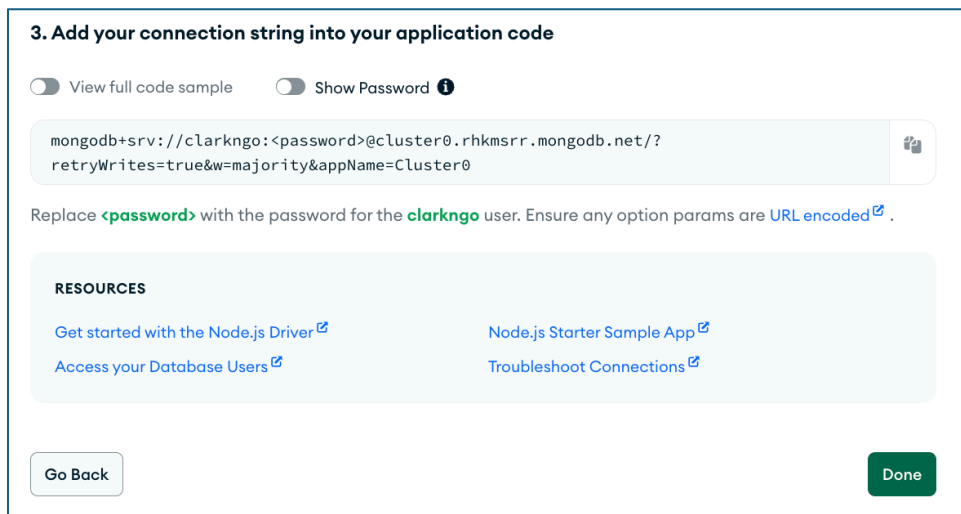 3. Add your connection string into your application code
View full code sample Show Password
mongodb+srv://clarkngo:<password>@cluster0.rhkmsrr.mongodb.net/?
retryWrites=true&w=majority&appName=Cluster0
Replace <password> with the password for the clarkngo user. Ensure any option params are URL encoded .
RESOURCES
Get started with the Node.js Driver Node.js Starter Sample App
Access your Database Users Troubleshoot Connections
Go Back Done